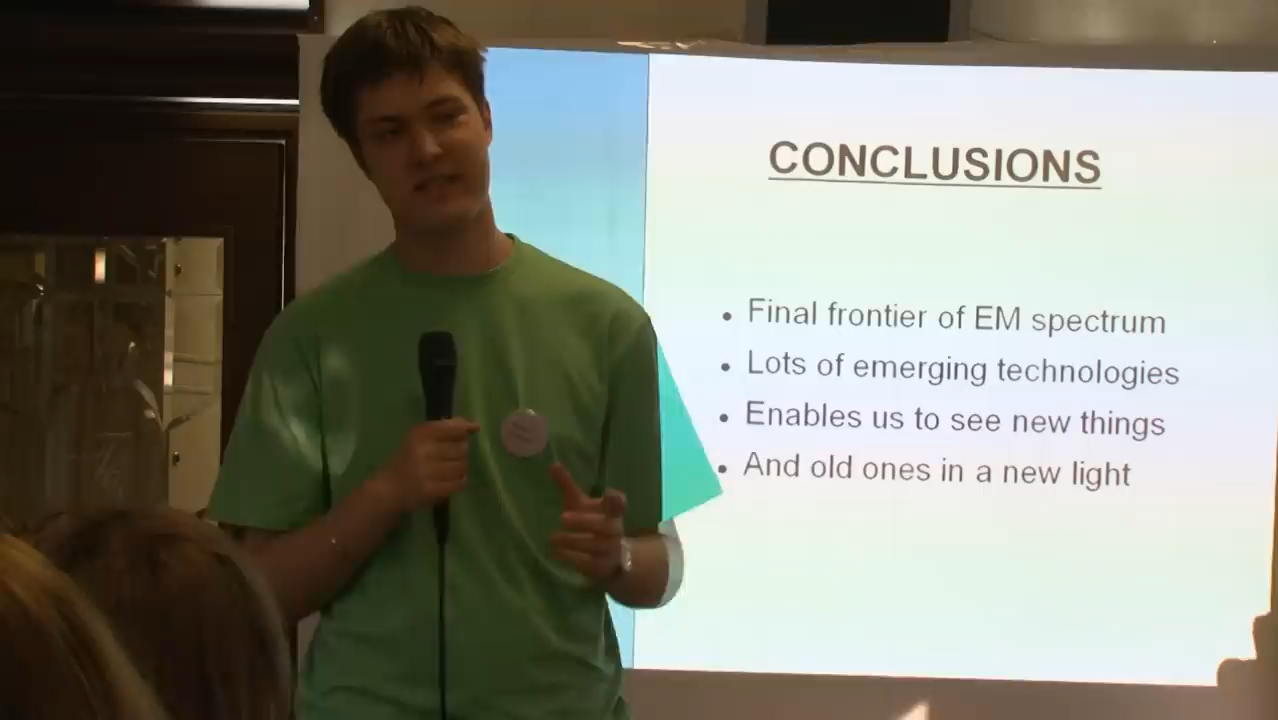 CONCLUSIONS
• Final frontier of EM spectrum
• Lots of emerging technologies
• Enables us to see new things
• And old ones in a new light